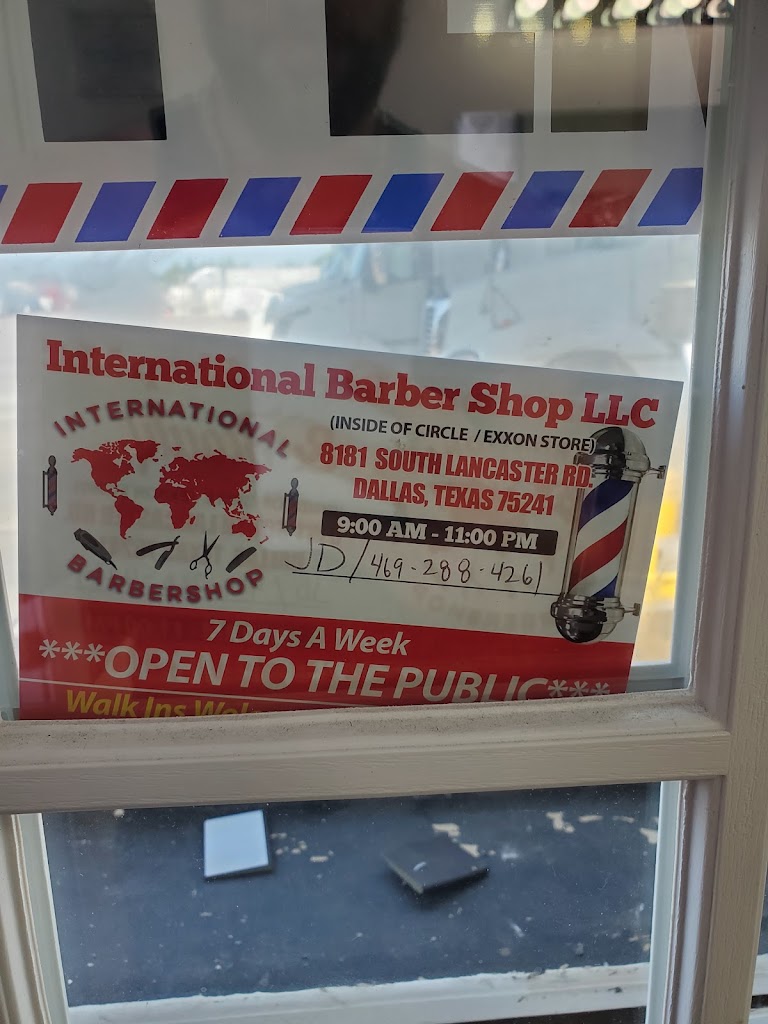 International Barber Shop LLC
(INSIDE OF CIRCLE / EXXON STORE)
INTERNATIONAL
BARBERSHOP
8181 SOUTH LANCASTER RD.
DALLAS, TEXAS 75241
9:00 AM - 11:00 PM
JD/469-288-4261
7 Days A Week
***OPEN TO THE PUBLIC***
Walk Ins